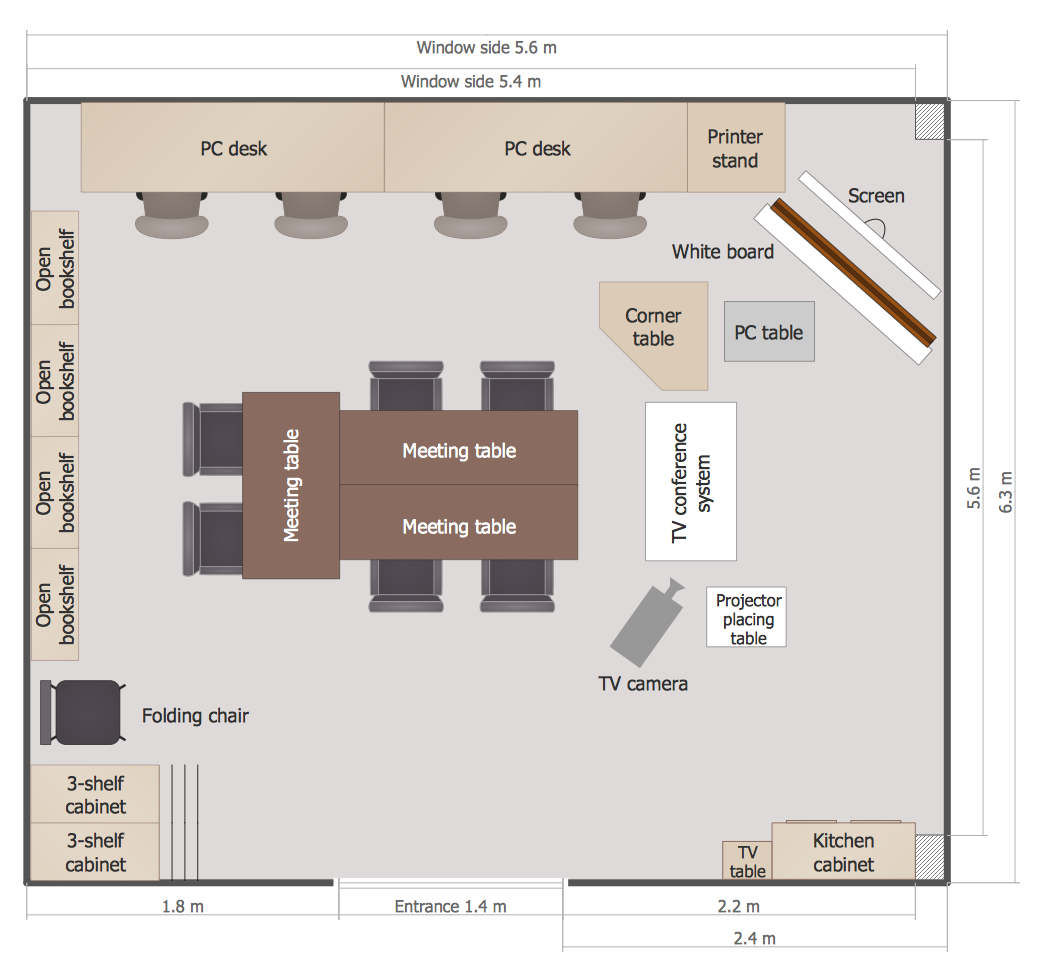 Window side 5.6 m
Window side 5.4 m
PC desk
PC desk
Printer
stand
Screen
White board
Open
bookshelf
Open
bookshelf
Open
bookshelf
Open
bookshelf
Corner
table
PC table
Meeting table
Meeting table
Meeting table
TV conference
system
5.6 m
6.3 m
Projector
placing
table
TV camera
Folding chair
3-shelf
cabinet
3-shelf
cabinet
TV
table
Kitchen
cabinet
1.8 m
Entrance 1.4 m
2.2 m
2.4 m